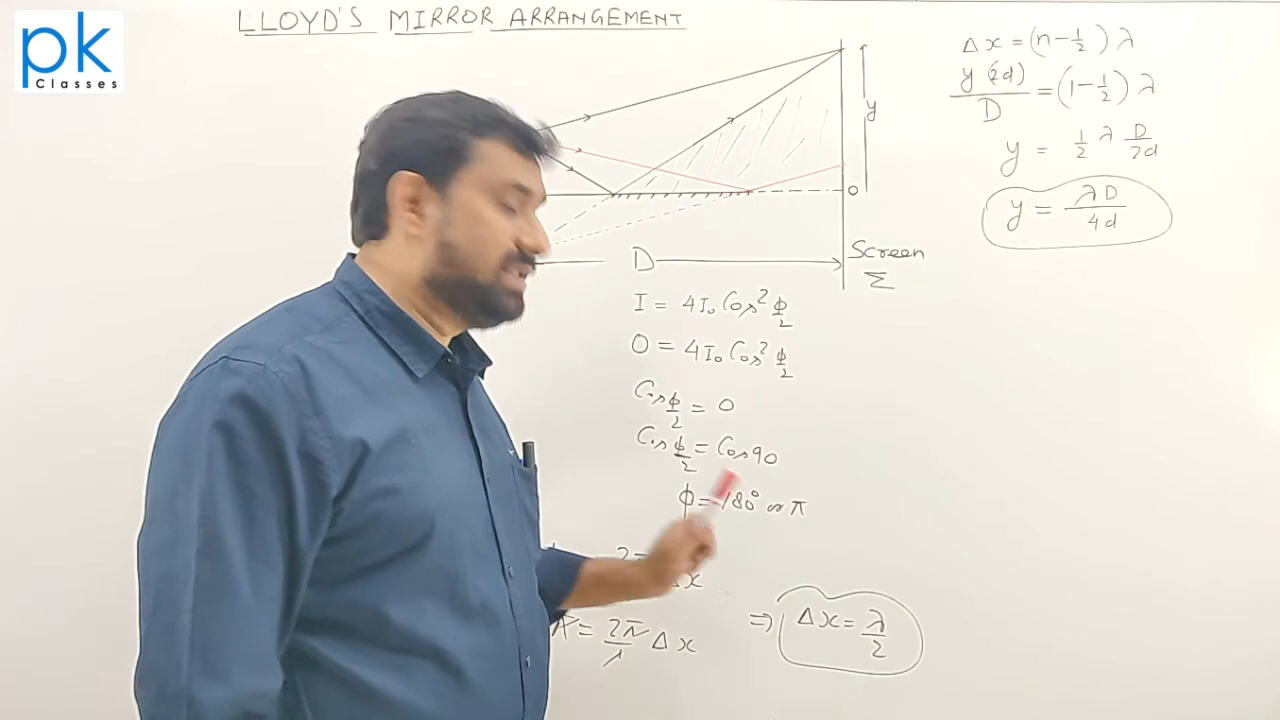 pk
Classes
LLOYD'S MIRROR ARRANGEMENT
y
O
D
Screen
Σ
I = 4I₀ Cos² ϕ/2
0 = 4I₀ Cos² ϕ/2
Cos ϕ/2 = 0
Cos ϕ/2 = Cos 90
ϕ = 180° or π
Δx
π = 2π/λ Δx
⇒ Δx = λ/2
Δx = (n - 1/2) λ
y (2d)/D = (1 - 1/2) λ
y = 1/2 λ D/2d
y = λD/4d